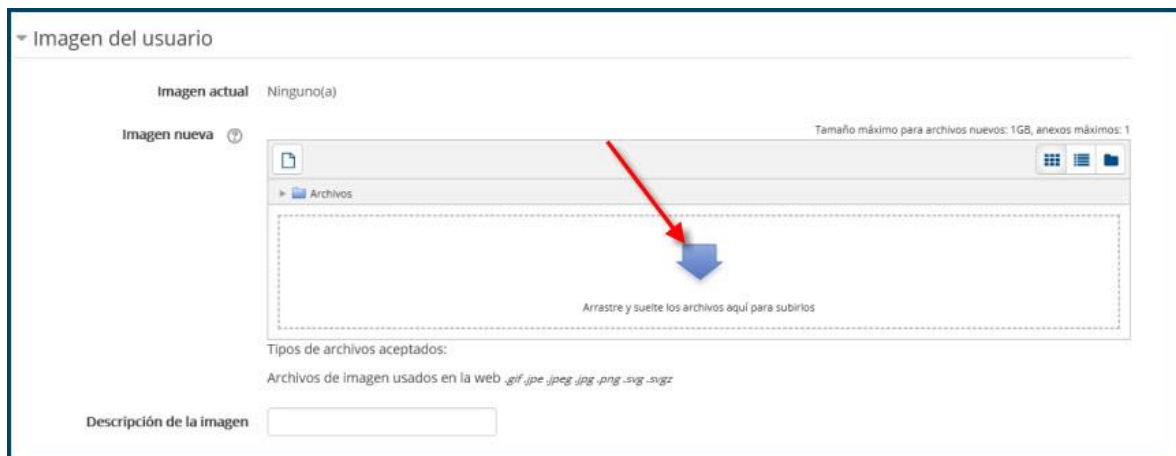 Imagen del usuario
Imagen actual Ninguno(a)
Imagen nueva
Tamaño máximo para archivos nuevos: 1GB, anexos máximos: 1
Archivos
Arrastre y suelte los archivos aquí para subirlos
Tipos de archivos aceptados:
Archivos de imagen usados en la web .gif .jpe .jpeg .jpg .png .svg .svgz
Descripción de la imagen